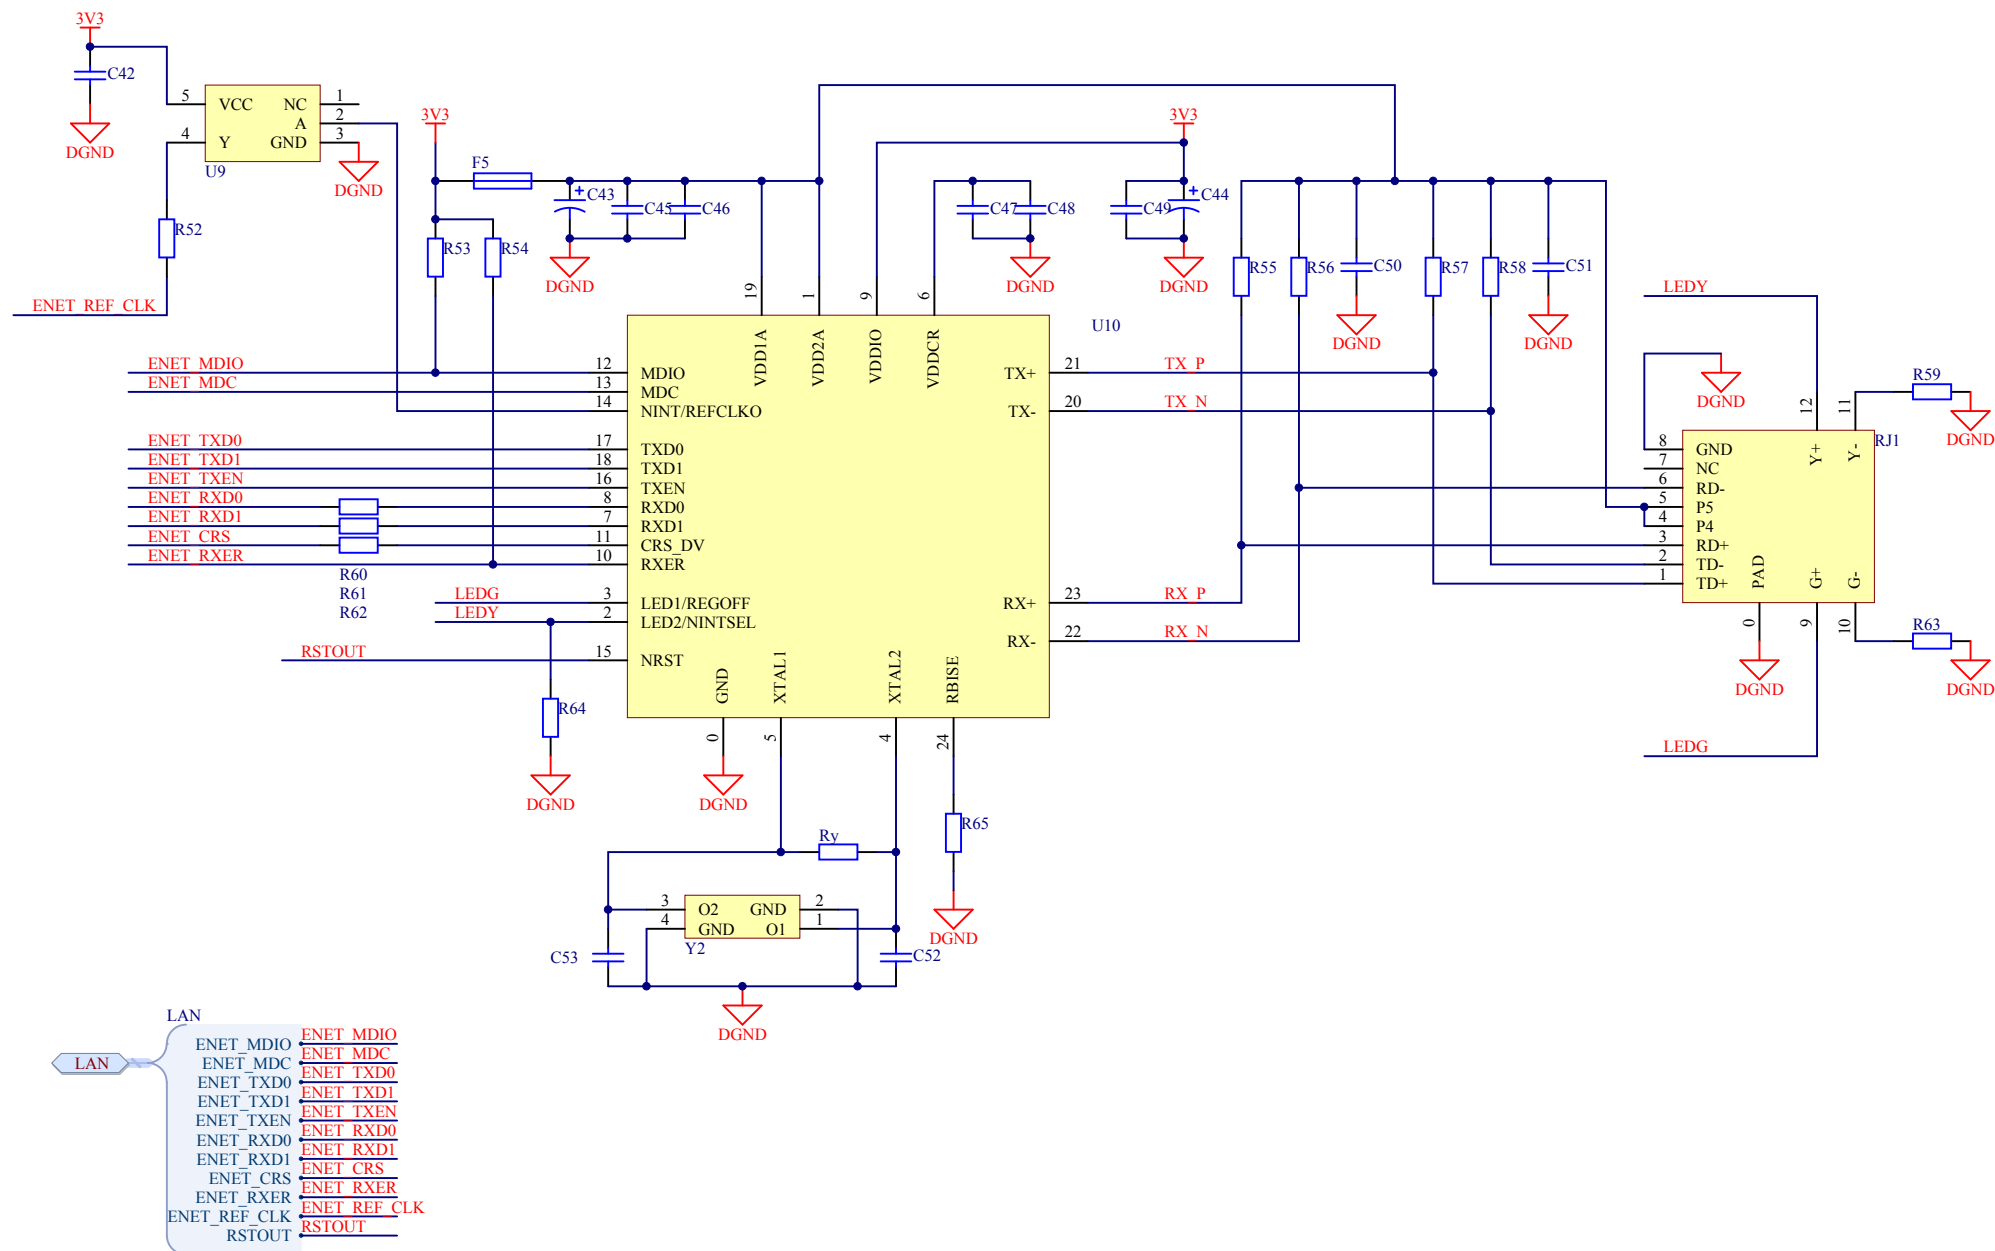 3V3
C42
DGND
5 VCC NC 1
A 2
4 Y GND 3
U9
DGND
R52
ENET_REF_CLK
3V3
F5
C43
C45
C46
R53
R54
DGND
3V3
C47
C48
C49
C44
DGND
DGND
R55
R56
C50
R57
R58
C51
DGND
DGND
19
1
9
6
VDD1A
VDD2A
VDDIO
VDDCR
U10
ENET_MDIO 12 MDIO
ENET_MDC 13 MDC
14 NINT/REFCLKO
ENET_TXD0 17 TXD0
ENET_TXD1 18 TXD1
ENET_TXEN 16 TXEN
ENET_RXD0 8 RXD0
ENET_RXD1 7 RXD1
ENET_CRS 11 CRS_DV
ENET_RXER 10 RXER
R60
R61
R62
LEDG 3 LED1/REGOFF
LEDY 2 LED2/NINTSEL
RSTOUT 15 NRST
TX+ 21 TX_P
TX- 20 TX_N
RX+ 23 RX_P
RX- 22 RX_N
GND
XTAL1
XTAL2
RBISE
0
5
4
24
R64
DGND
DGND
Ry
R65
DGND
3 O2 GND 2
4 GND O1 1
Y2
C53
C52
DGND
LEDY
DGND
12
11
R59
DGND
RJ1
Y+
Y-
8 GND
7 NC
6 RD-
5 P5
4 P4
3 RD+
2 TD-
1 TD+
PAD
G+
G-
0
9
10
R63
DGND
DGND
LEDG
LAN
LAN
ENET_MDIO ENET_MDIO
ENET_MDC ENET_MDC
ENET_TXD0 ENET_TXD0
ENET_TXD1 ENET_TXD1
ENET_TXEN ENET_TXEN
ENET_RXD0 ENET_RXD0
ENET_RXD1 ENET_RXD1
ENET_CRS ENET_CRS
ENET_RXER ENET_RXER
ENET_REF_CLK ENET_REF_CLK
RSTOUT RSTOUT